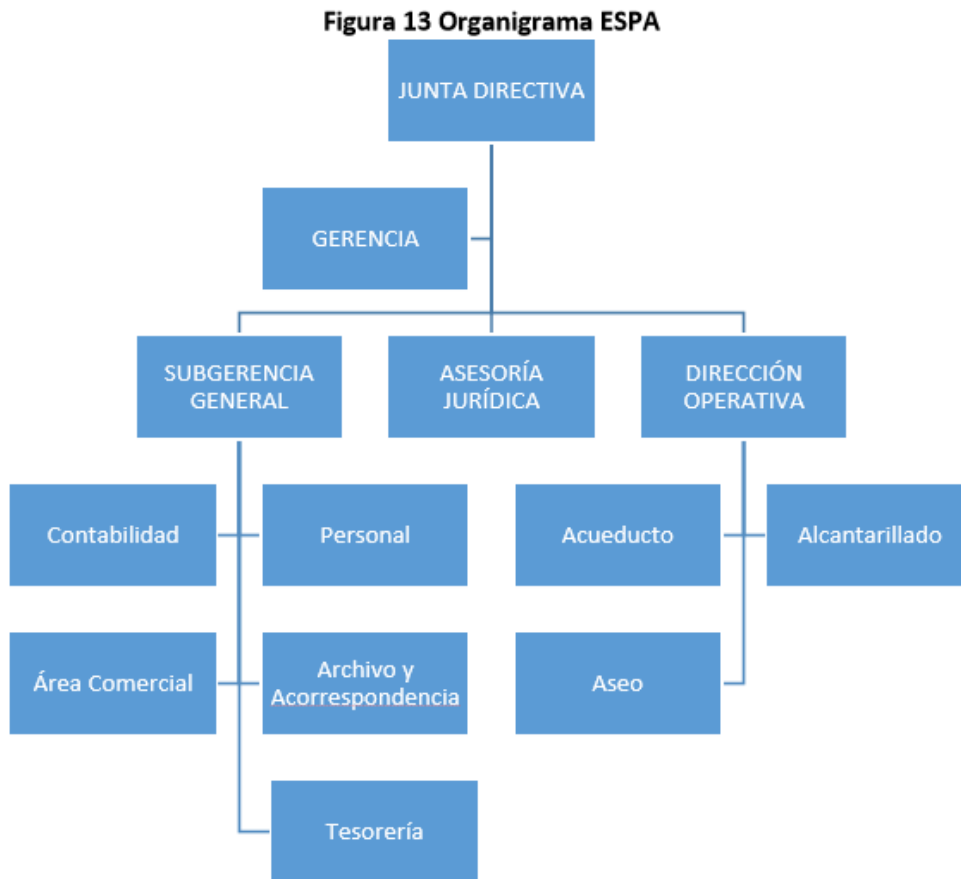 Figura 13 Organigrama ESPA
JUNTA DIRECTIVA
GERENCIA
SUBGERENCIA
GENERAL
ASESORÍA
JURÍDICA
DIRECCIÓN
OPERATIVA
Contabilidad
Personal
Acueducto
Alcantarillado
Área Comercial
Archivo y
Acorrespondencia
Aseo
Tesorería